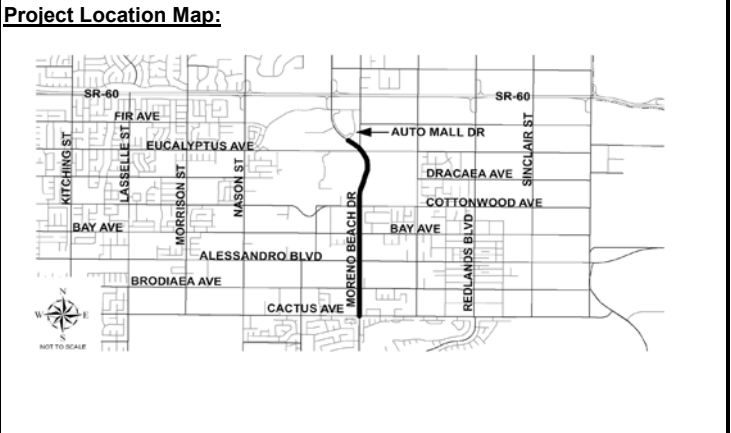 Project Location Map:
SR-60
SR-60
FIR AVE
AUTO MALL DR
EUCALYPTUS AVE
KITCHING ST
LASSELLE ST
MORRISON ST
NASON ST
SINCLAIR ST
DRACAEA AVE
COTTONWOOD AVE
BAY AVE
BAY AVE
MORENO BEACH DR
REDLANDS BLVD
ALESSANDRO BLVD
BRODIAEA AVE
CACTUS AVE
N
W E
S
NOT TO SCALE